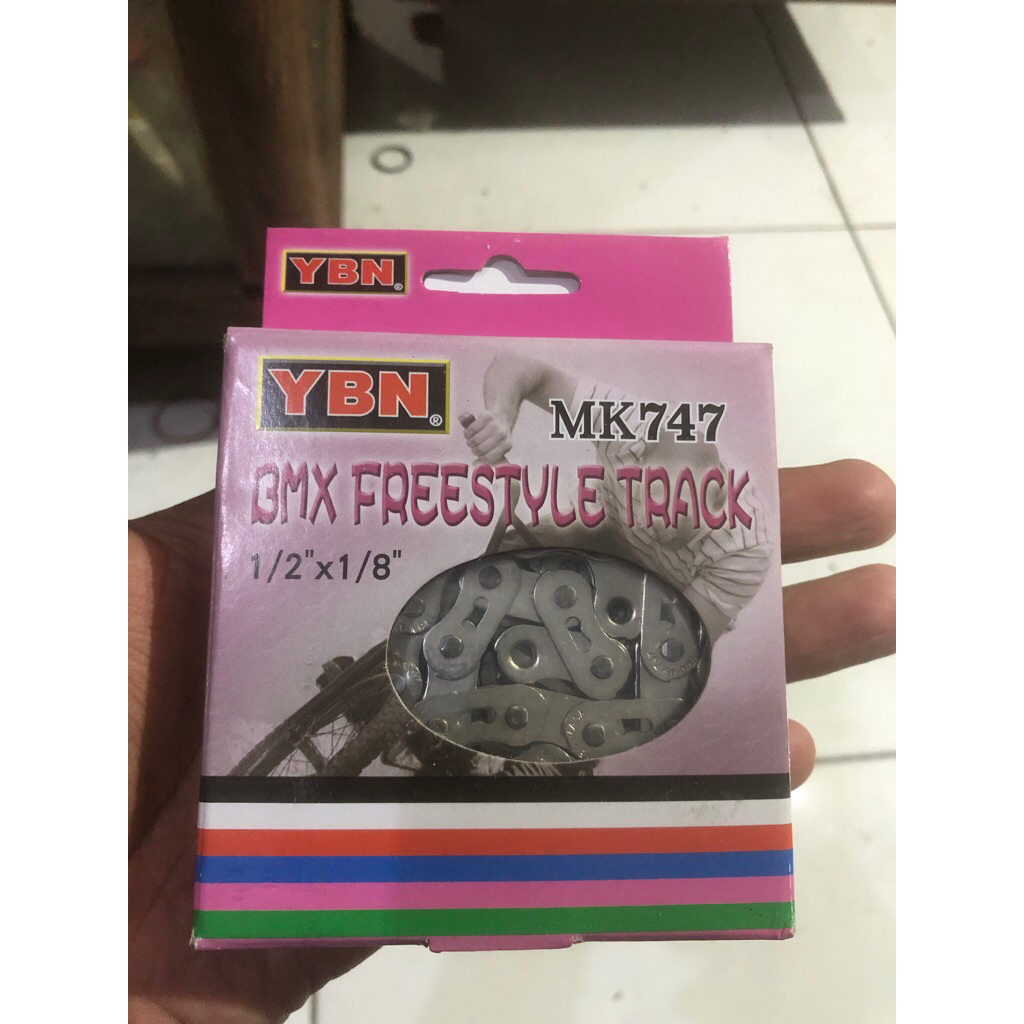 YBN®
YBN®
MK747
BMX FREESTYLE TRACK
1/2"x1/8"